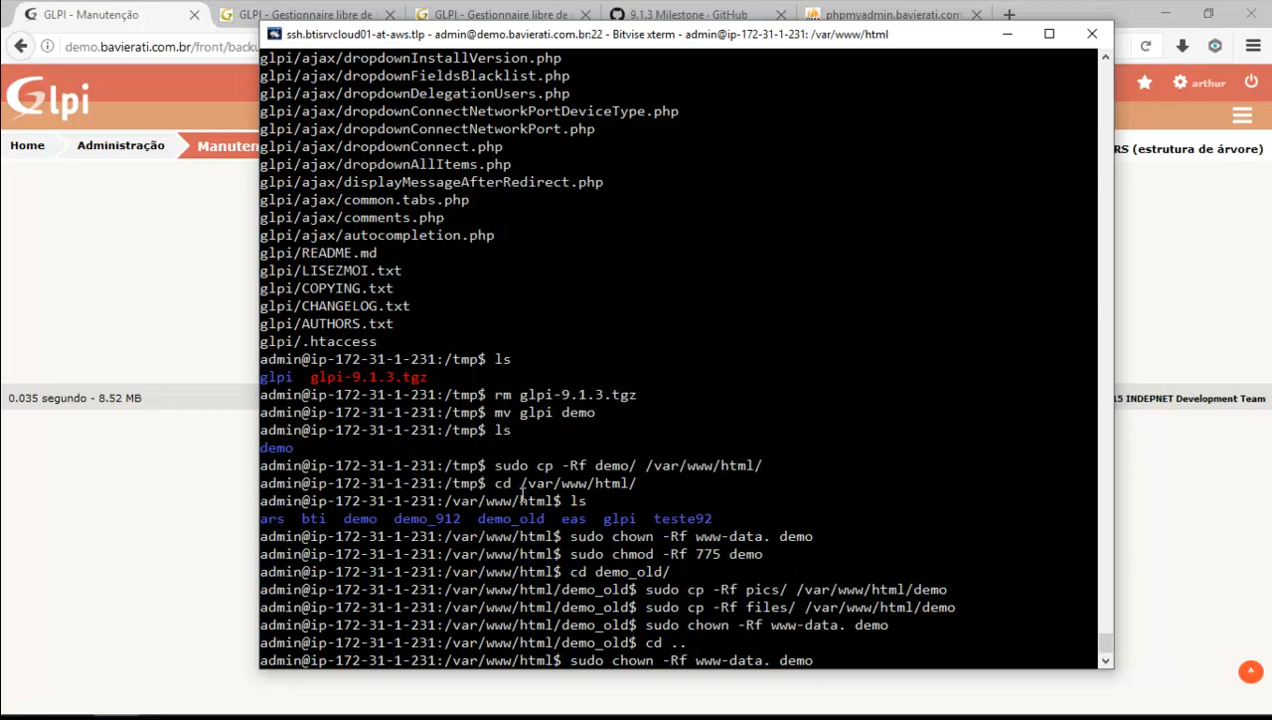 GLPI - Manutenção
GLPI - Gestionnaire libre de
GLPI - Gestionnaire libre de
9.1.3 Milestone · GitHub
phpmyadmin.bavierati.com
demo.bavierati.com.br/front/backu
ssh.btisrvcloud01-at-aws.tlp - admin@demo.bavierati.com.br:22 - Bitvise xterm - admin@ip-172-31-1-231: /var/www/html
Glpi
arthur
Home
Administração
Manuten
RS (estrutura de árvore)
0.035 segundo - 8.52 MB
15 INDEPNET Development Team
glpi/ajax/dropdownInstallVersion.php
glpi/ajax/dropdownFieldsBlacklist.php
glpi/ajax/dropdownDelegationUsers.php
glpi/ajax/dropdownConnectNetworkPortDeviceType.php
glpi/ajax/dropdownConnectNetworkPort.php
glpi/ajax/dropdownConnect.php
glpi/ajax/dropdownAllItems.php
glpi/ajax/displayMessageAfterRedirect.php
glpi/ajax/common.tabs.php
glpi/ajax/comments.php
glpi/ajax/autocompletion.php
glpi/README.md
glpi/LISEZMOI.txt
glpi/COPYING.txt
glpi/CHANGELOG.txt
glpi/AUTHORS.txt
glpi/.htaccess
admin@ip-172-31-1-231:/tmp$ ls
glpi glpi-9.1.3.tgz
admin@ip-172-31-1-231:/tmp$ rm glpi-9.1.3.tgz
admin@ip-172-31-1-231:/tmp$ mv glpi demo
admin@ip-172-31-1-231:/tmp$ ls
demo
admin@ip-172-31-1-231:/tmp$ sudo cp -Rf demo/ /var/www/html/
admin@ip-172-31-1-231:/tmp$ cd /var/www/html/
admin@ip-172-31-1-231:/var/www/html$ ls
ars bti demo demo_912 demo_old eas glpi teste92
admin@ip-172-31-1-231:/var/www/html$ sudo chown -Rf www-data. demo
admin@ip-172-31-1-231:/var/www/html$ sudo chmod -Rf 775 demo
admin@ip-172-31-1-231:/var/www/html$ cd demo_old/
admin@ip-172-31-1-231:/var/www/html/demo_old$ sudo cp -Rf pics/ /var/www/html/demo
admin@ip-172-31-1-231:/var/www/html/demo_old$ sudo cp -Rf files/ /var/www/html/demo
admin@ip-172-31-1-231:/var/www/html/demo_old$ sudo chown -Rf www-data. demo
admin@ip-172-31-1-231:/var/www/html/demo_old$ cd ..
admin@ip-172-31-1-231:/var/www/html$ sudo chown -Rf www-data. demo